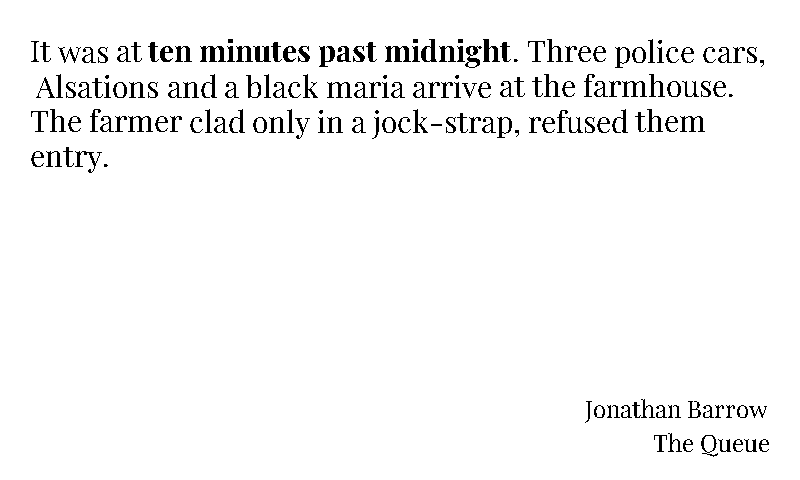 It was at ten minutes past midnight. Three police cars,
Alsations and a black maria arrive at the farmhouse.
The farmer clad only in a jock-strap, refused them
entry.
Jonathan Barrow
The Queue